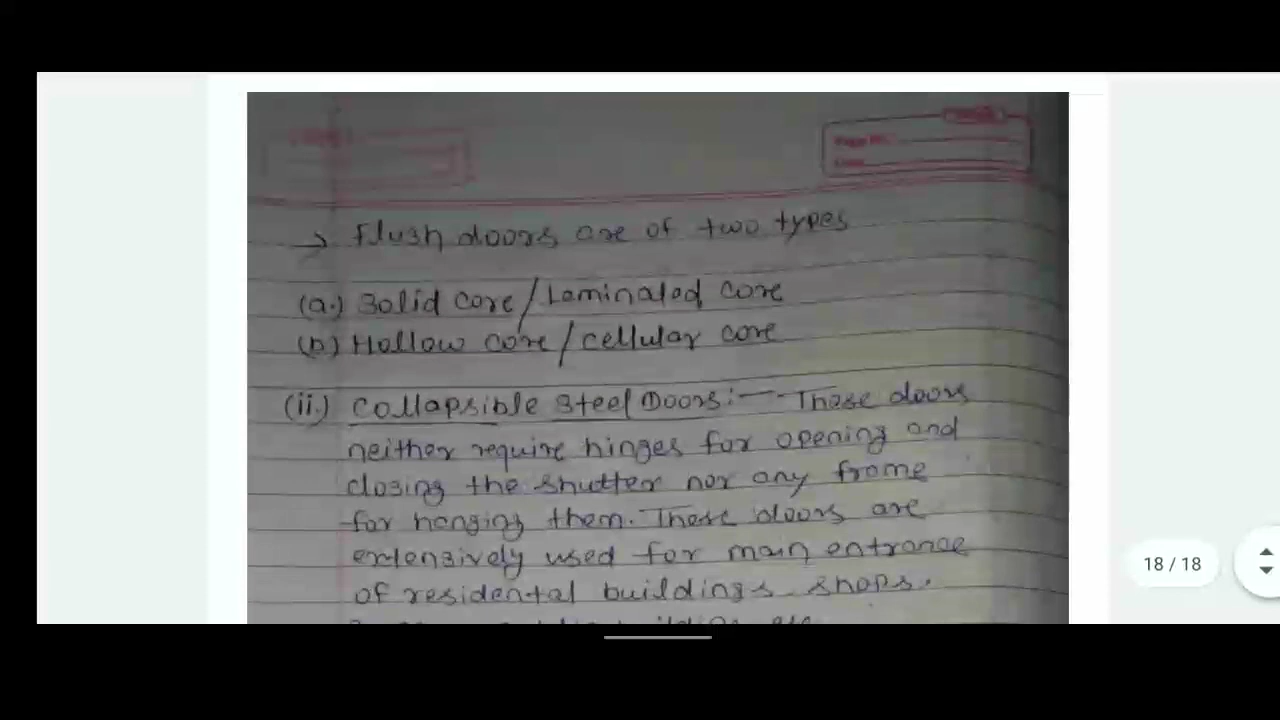 → Flush doors are of two types
(a.) Solid core/Laminated core
(b) Hollow core/cellular core
(ii.) Collapsible Steel Doors:— These doors
neither require hinges for opening and
closing the shutter nor any frame
for hanging them. These doors are
extensively used for main entrance
of residental buildings, shops,
18 / 18